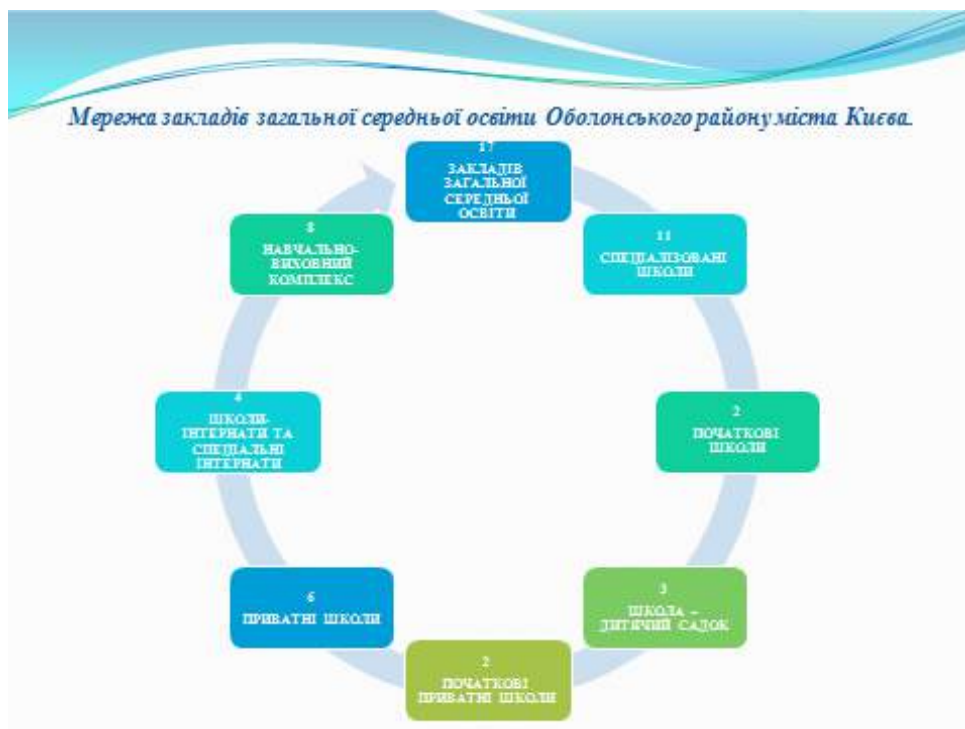 Мережа закладів загальної середньої освіти Оболонського району міста Києва.
17
ЗАКЛАДІВ
ЗАГАЛЬНОЇ
СЕРЕДНЬОЇ
ОСВІТИ
11
СПЕЦІАЛІЗОВАНІ
ШКОЛИ
2
ПОЧАТКОВІ
ШКОЛИ
3
ШКОЛА –
ДИТЯЧИЙ САДОК
2
ПОЧАТКОВІ
ПРИВАТНІ ШКОЛИ
6
ПРИВАТНІ ШКОЛИ
4
ШКОЛИ-
ІНТЕРНАТИ ТА
СПЕЦІАЛЬНІ
ІНТЕРНАТИ
8
НАВЧАЛЬНО-
ВИХОВНИЙ
КОМПЛЕКС